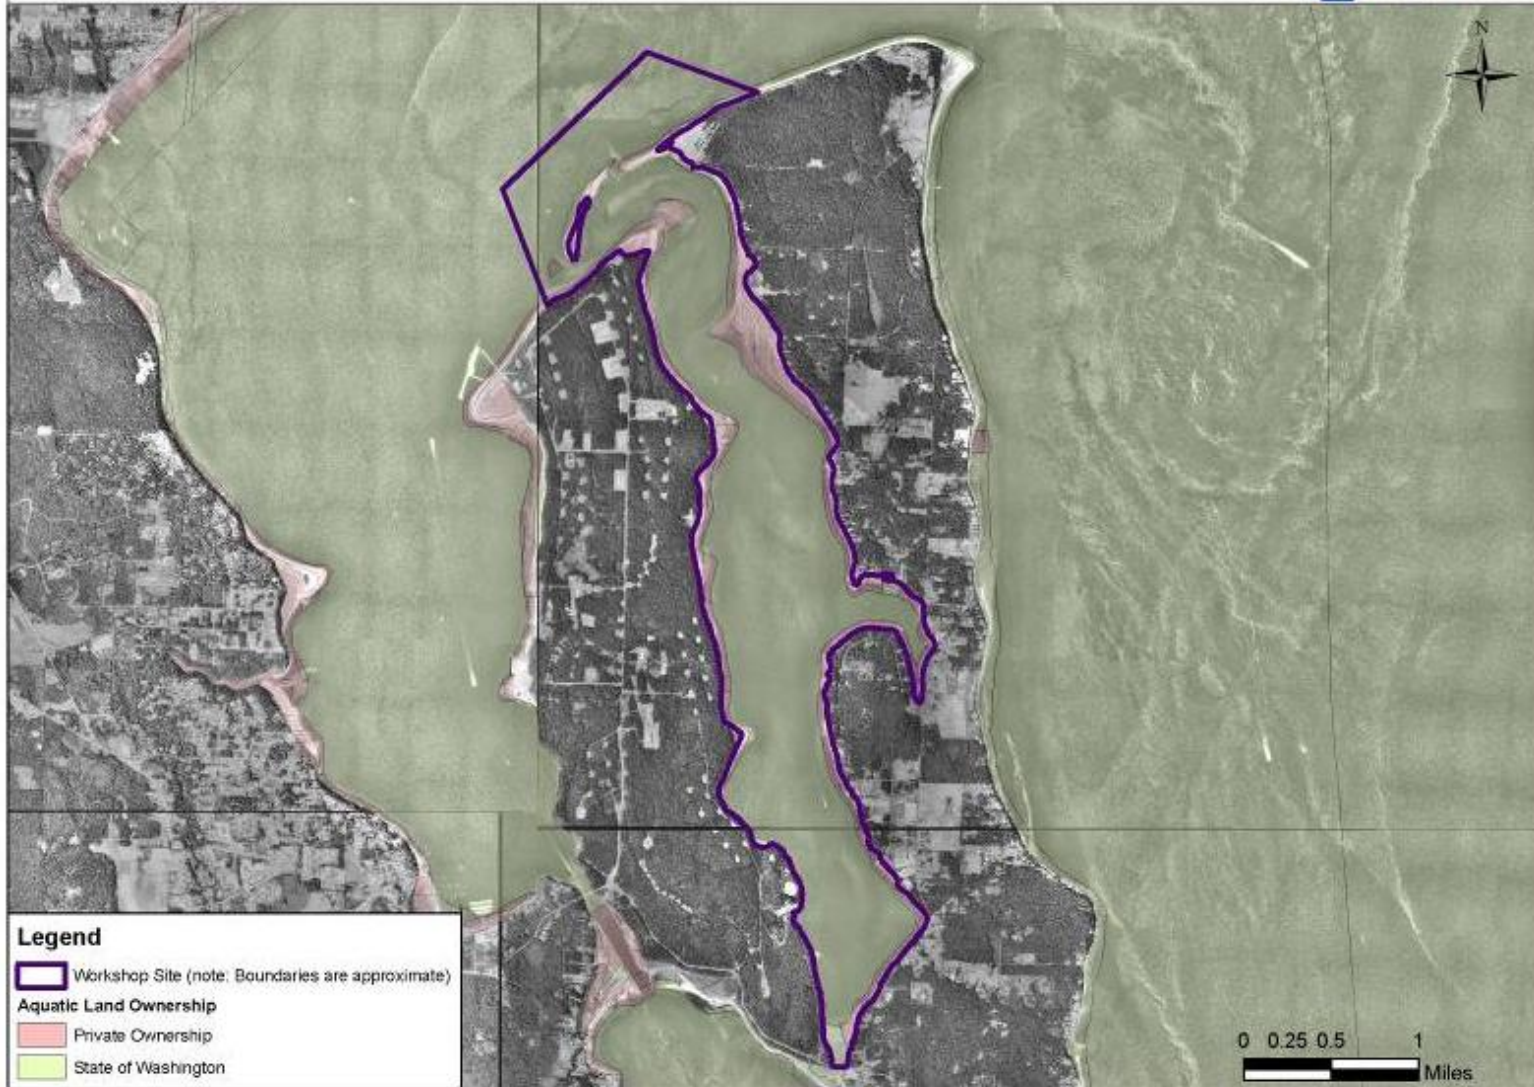 N
Legend
Workshop Site (note: Boundaries are approximate)
Aquatic Land Ownership
Private Ownership
State of Washington
0 0.25 0.5 1
Miles